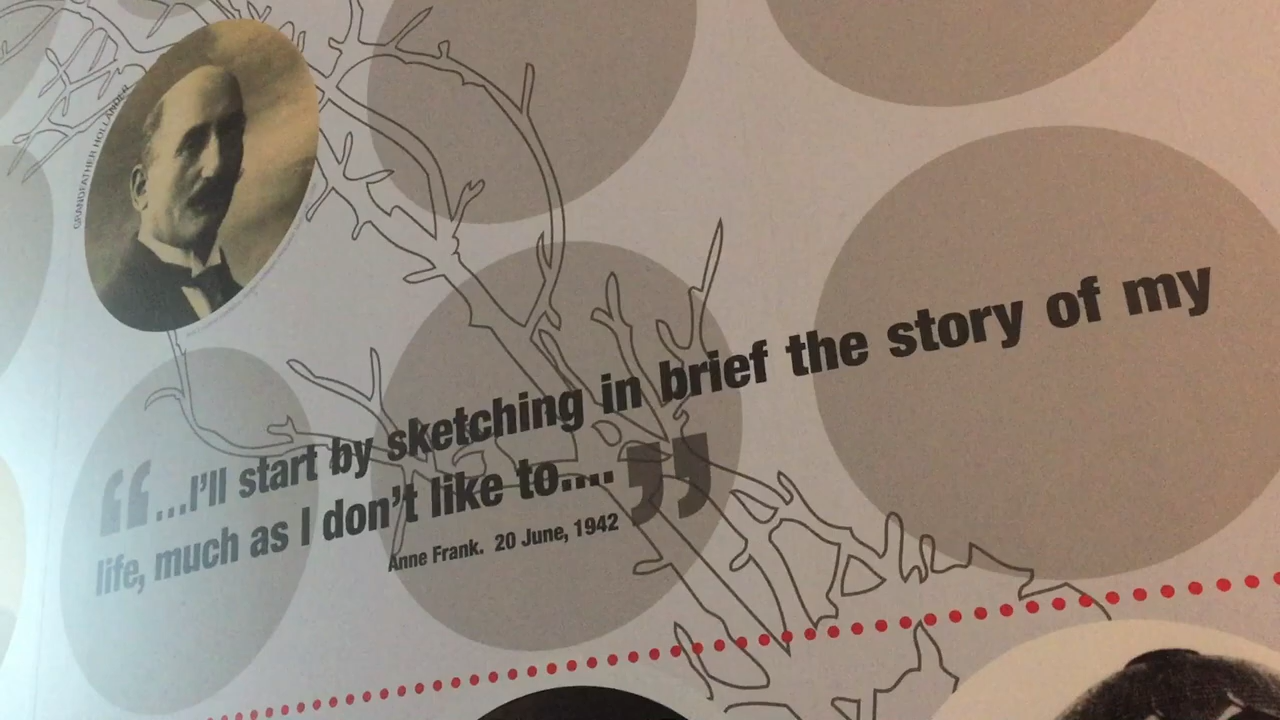 GRANDFATHER HOLLÄNDER
“...I'll start by sketching in brief the story of my
life, much as I don't like to....”
Anne Frank. 20 June, 1942